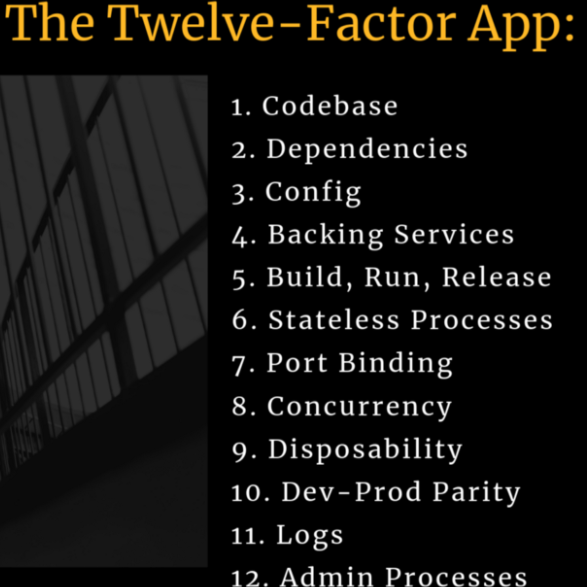 The Twelve-Factor App:
1. Codebase
2. Dependencies
3. Config
4. Backing Services
5. Build, Run, Release
6. Stateless Processes
7. Port Binding
8. Concurrency
9. Disposability
10. Dev-Prod Parity
11. Logs
12. Admin Processes